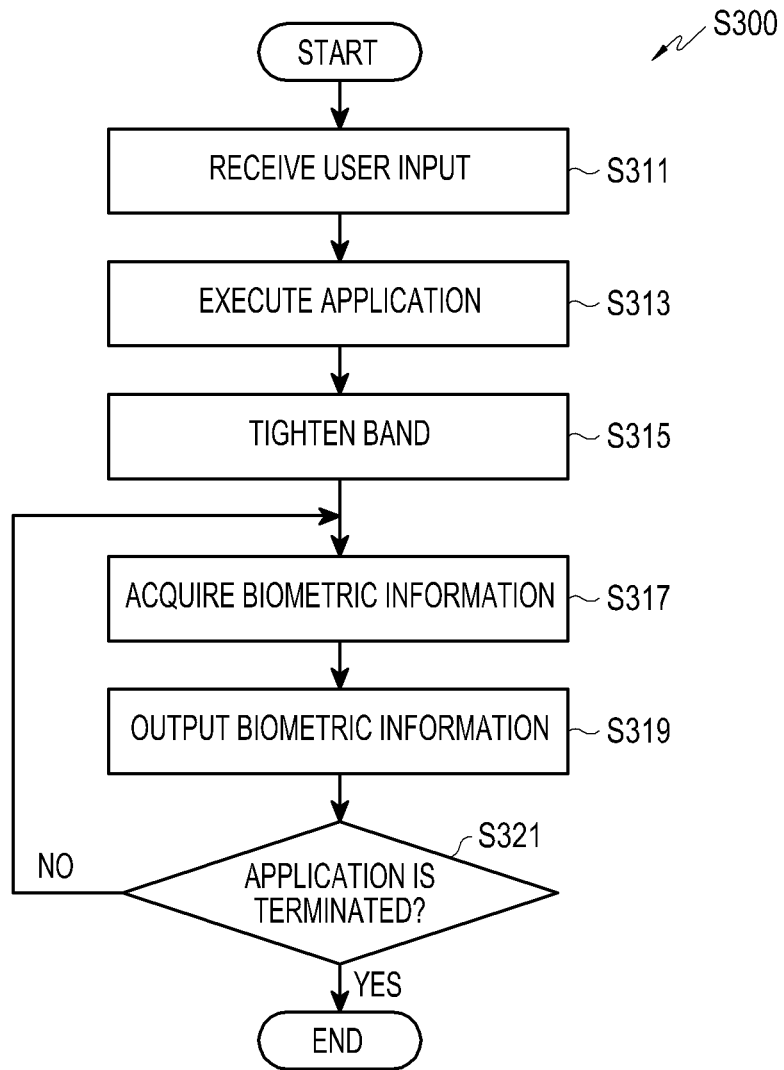 S300
START
RECEIVE USER INPUT
S311
EXECUTE APPLICATION
S313
TIGHTEN BAND
S315
ACQUIRE BIOMETRIC INFORMATION
S317
OUTPUT BIOMETRIC INFORMATION
S319
S321
NO
APPLICATION IS
TERMINATED?
YES
END